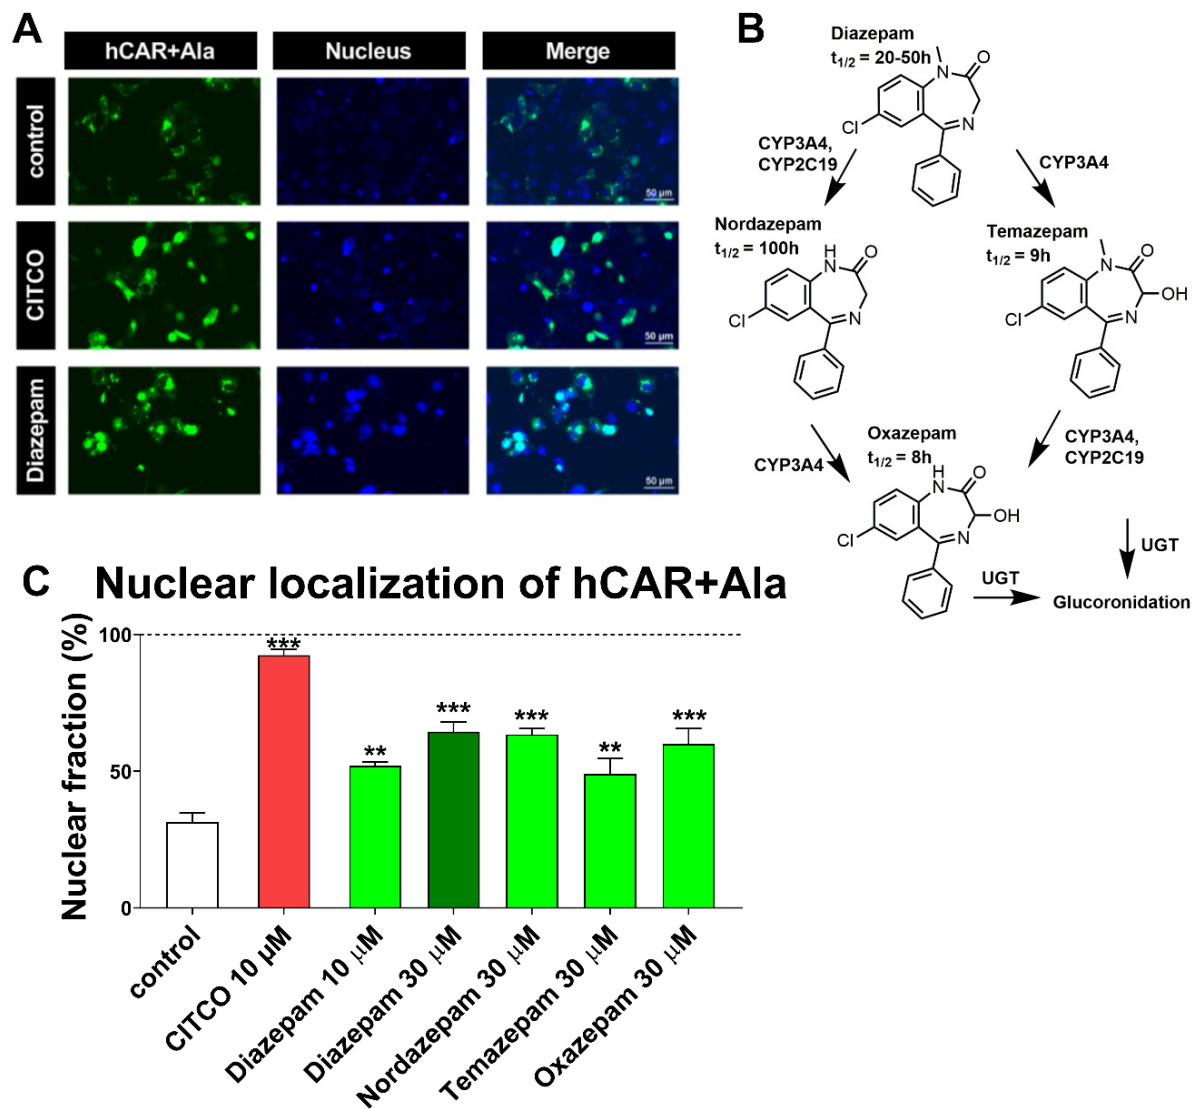 A
hCAR+Ala
Nucleus
Merge
control
50 µm
CITCO
50 µm
Diazepam
50 µm
B
Diazepam
t1/2 = 20-50h
N
O
N
Cl
CYP3A4,
CYP2C19
CYP3A4
Nordazepam
t1/2 = 100h
H
N
O
N
Cl
Temazepam
t1/2 = 9h
N
O
OH
N
Cl
CYP3A4
CYP3A4,
CYP2C19
Oxazepam
t1/2 = 8h
H
N
O
OH
N
Cl
UGT
UGT
Glucoronidation
C
Nuclear localization of hCAR+Ala
Nuclear fraction (%)
100
50
0
***
**
***
***
**
***
control
CITCO 10 µM
Diazepam 10 µM
Diazepam 30 µM
Nordazepam 30 µM
Temazepam 30 µM
Oxazepam 30 µM